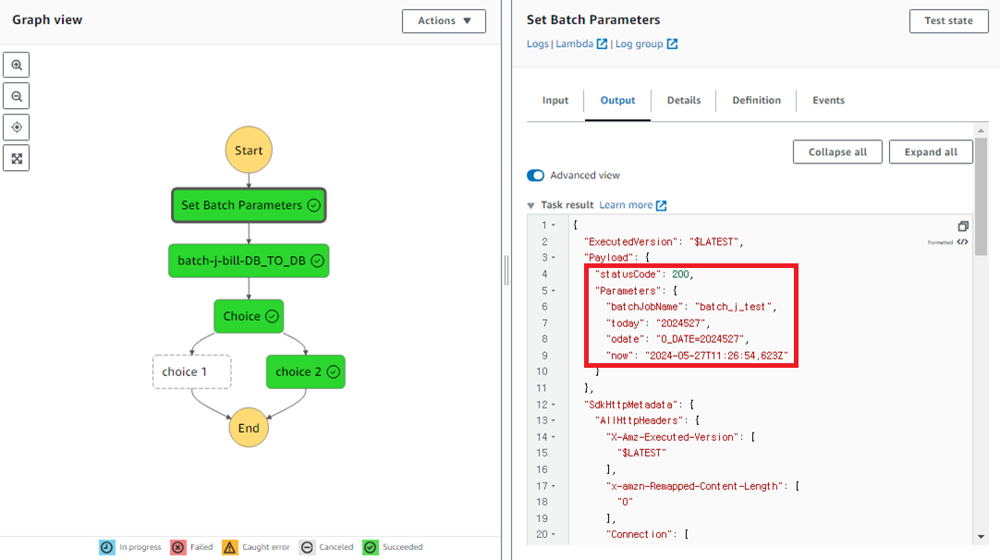 Graph view
Actions ▼
Start
Set Batch Parameters
batch-j-bill-DB_TO_DB
Choice
choice 1
choice 2
End
In progress
Failed
Caught error
Canceled
Succeeded
Set Batch Parameters
Test state
Logs | Lambda | Log group
Input
Output
Details
Definition
Events
Collapse all
Expand all
Advanced view
▼ Task result Learn more
Formatted </>
1 {
2 "ExecutedVersion": "$LATEST",
3 "Payload": {
4 "statusCode": 200,
5 "Parameters": {
6 "batchJobName": "batch_j_test",
7 "today": "2024527",
8 "odate": "O_DATE=2024527",
9 "now": "2024-05-27T11:26:54.623Z"
10 }
11 },
12 "SdkHttpMetadata": {
13 "AllHttpHeaders": {
14 "X-Amz-Executed-Version": [
15 "$LATEST"
16 ],
17 "x-amzn-Remapped-Content-Length": [
18 "0"
19 ],
20 "Connection": [